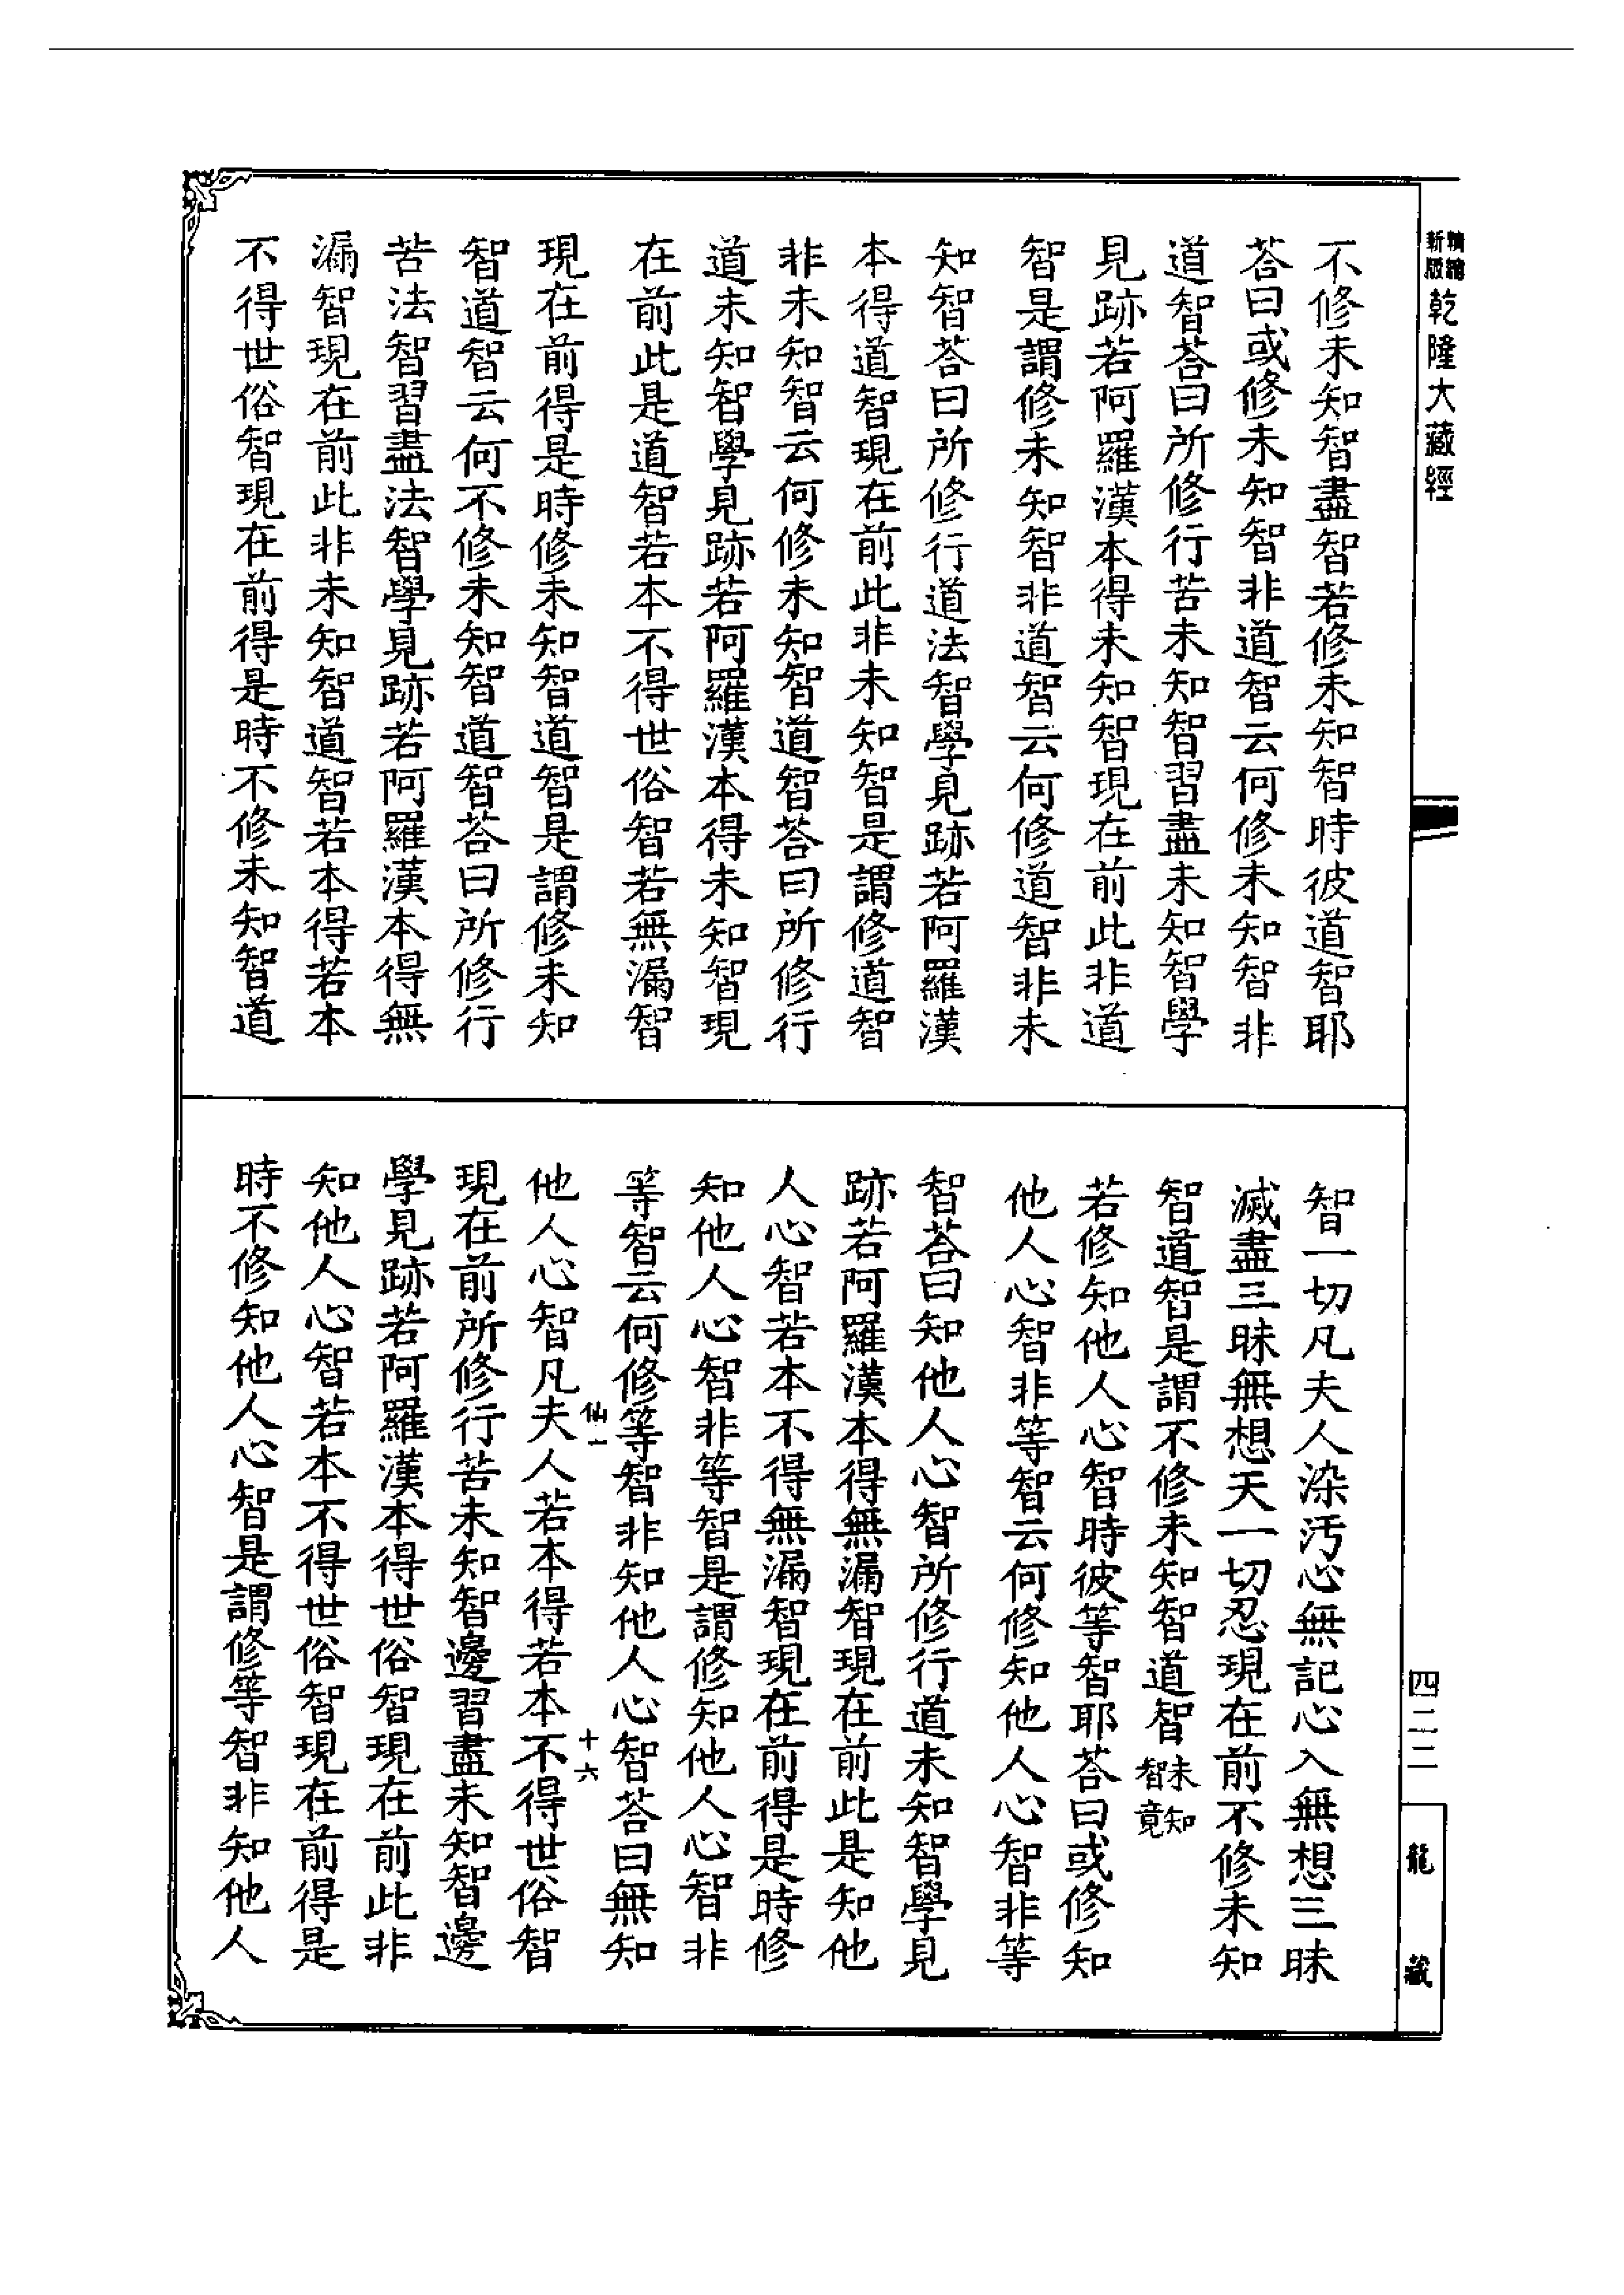 精縮新版乾隆大藏經
不修未知智盡智若修未知智時彼道智耶
荅曰或修未知智非道智云何修未知智非
道智荅曰所修行苦未知智習盡未知智學
見跡若阿羅漢本得未知智現在前此非道
智是謂修未知智非道智云何修道智非未
知智荅曰所修行道法智學見跡若阿羅漢
本得道智現在前此非未知智是謂修道智
非未知智云何修未知智道智荅曰所修行
道未知智學見跡若阿羅漢本得未知智現
在前此是道智若本不得世俗智若無漏智
現在前得是時修未知智道智是謂修未知
智道智云何不修未知智道智荅曰所修行
苦法智習盡法智學見跡若阿羅漢本得無
漏智現在前此非未知智道智若本得若本
不得世俗智現在前得是時不修未知智道
智一切凡夫人染汚心無記心入無想三昧
滅盡三昧無想天一切忍現在前不修未知
智道智是謂不修未知智道智未知智竟
若修知他人心智時彼等智耶荅曰或修知
他人心智非等智云何修知他人心智非等
智荅曰知他人心智所修行道未知智學見
跡若阿羅漢本得無漏智現在前此是知他
人心智若本不得無漏智現在前得是時修
知他人心智非等智是謂修知他人心智非
等智云何修等智非知他人心智荅曰無知
仙一
十六
他人心智凡夫人若本得若本不得世俗智
現在前所修行苦未知智邊習盡未知智邊
學見跡若阿羅漢本得世俗智現在前此非
知他人心智若本不得世俗智現在前得是
時不修知他人心智是謂修等智非知他人
四二二
龍藏